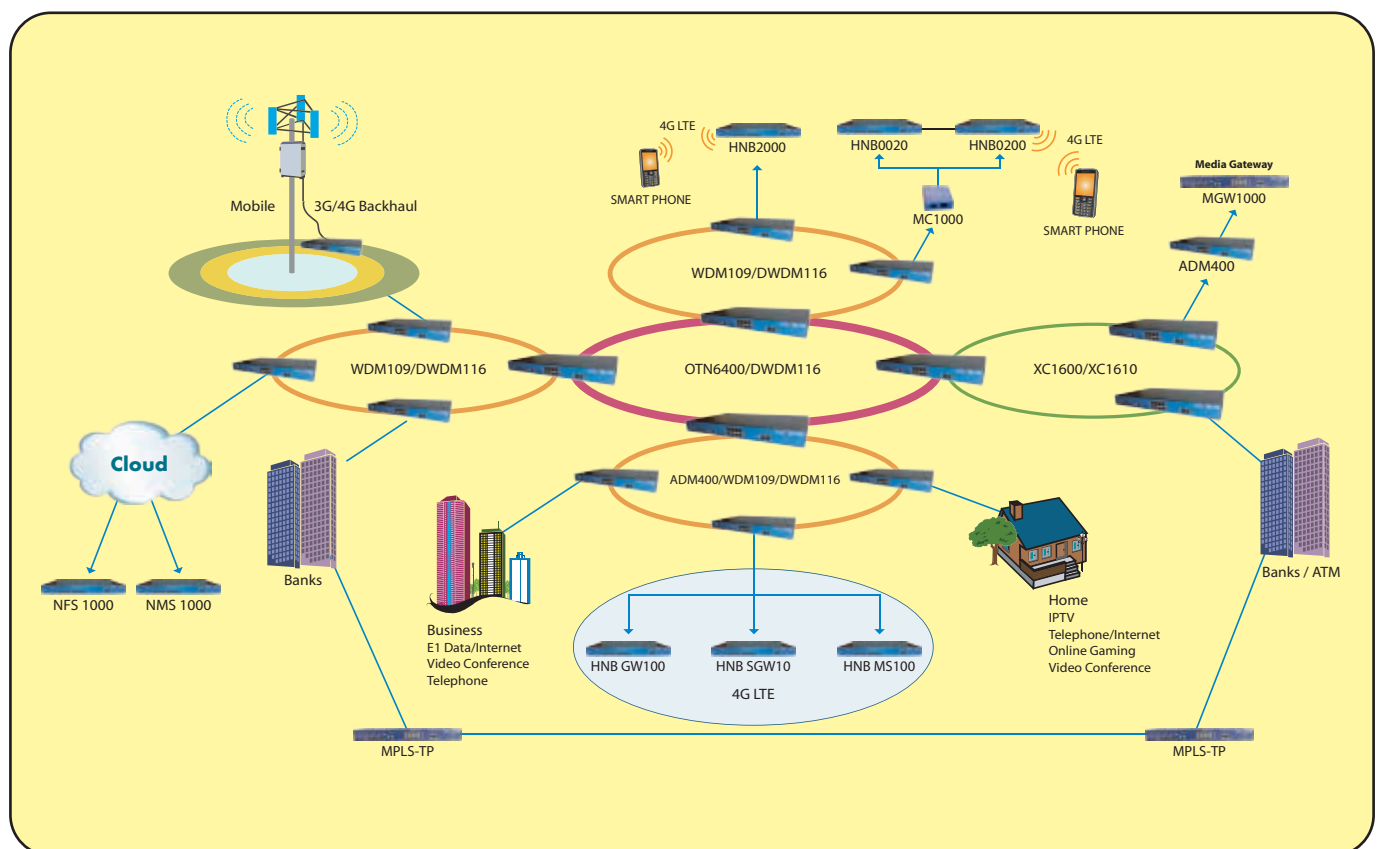 4G LTE
HNB2000
SMART PHONE
HNB0020
HNB0200
4G LTE
MC1000
SMART PHONE
Media Gateway
MGW1000
ADM400
Mobile
3G/4G Backhaul
WDM109/DWDM116
WDM109/DWDM116
OTN6400/DWDM116
XC1600/XC1610
Cloud
ADM400/WDM109/DWDM116
NFS 1000
NMS 1000
Banks
Banks / ATM
Business
E1 Data/Internet
Video Conference
Telephone
HNB GW100
HNB SGW10
HNB MS100
4G LTE
Home
IPTV
Telephone/Internet
Online Gaming
Video Conference
MPLS-TP
MPLS-TP